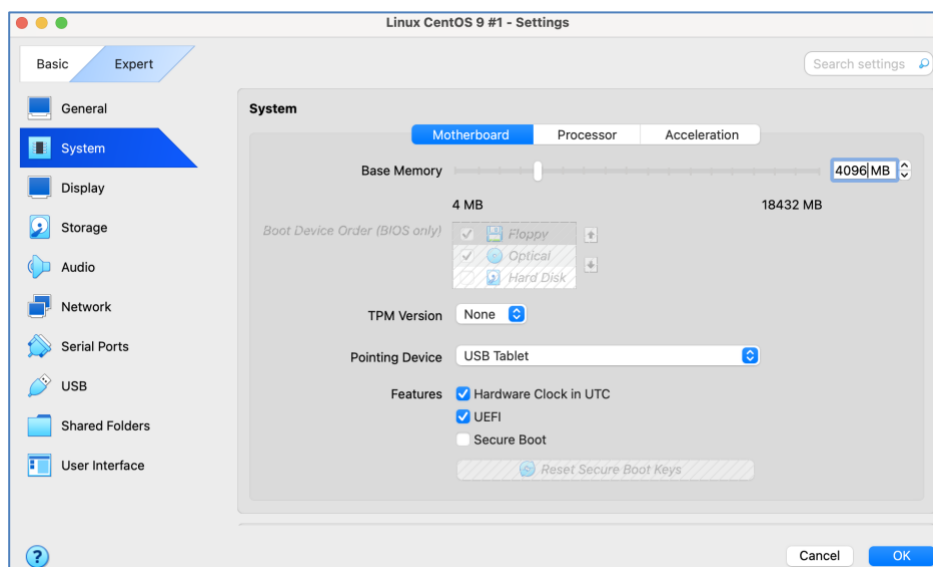 Linux CentOS 9 #1 - Settings
Basic Expert Search settings
General
System
Display
Storage
Audio
Network
Serial Ports
USB
Shared Folders
User Interface
System
Motherboard Processor Acceleration
Base Memory 4096 MB
4 MB 18432 MB
Boot Device Order (BIOS only) Floppy
Optical
Hard Disk
TPM Version None
Pointing Device USB Tablet
Features Hardware Clock in UTC
UEFI
Secure Boot
Reset Secure Boot Keys
? Cancel OK